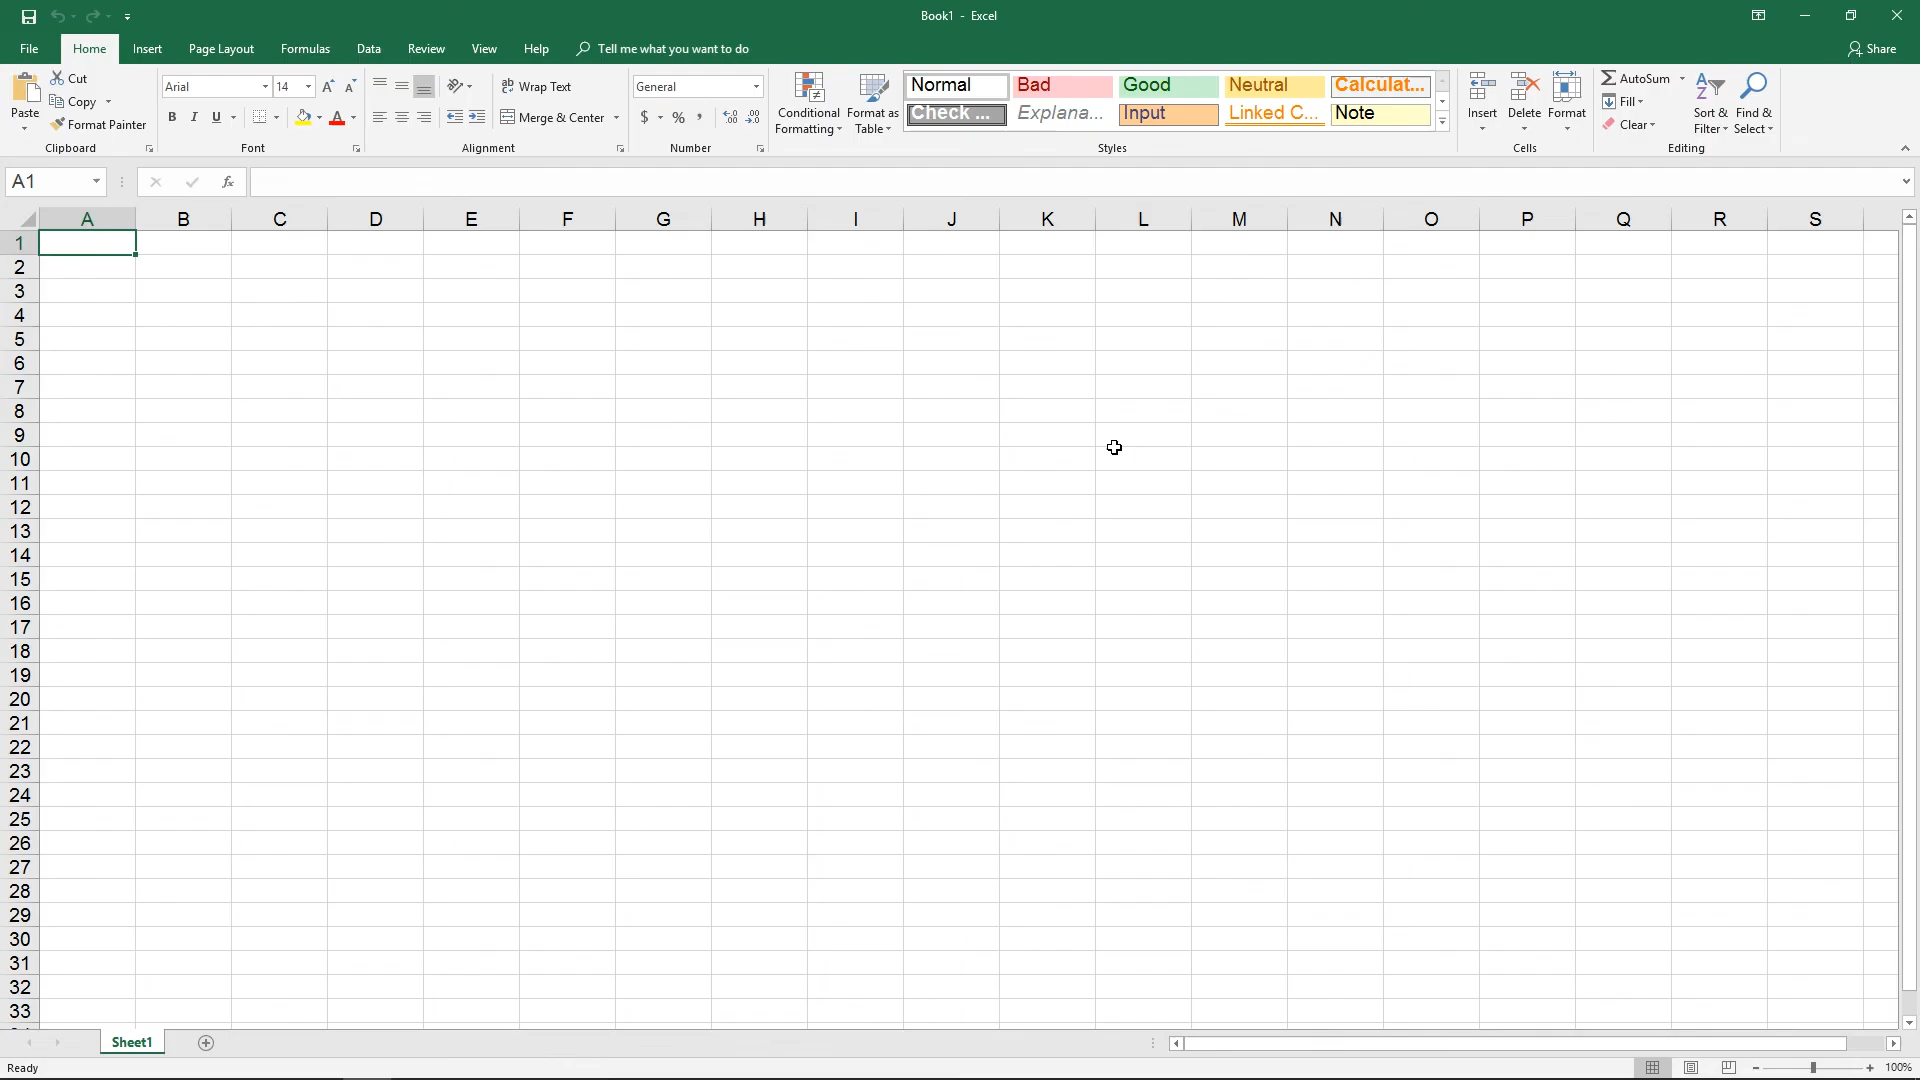 Book1 - Excel
File Home Insert Page Layout Formulas Data Review View Help Tell me what you want to do Share
Paste
Cut
Copy
Format Painter
Clipboard
Arial 14
B I U
Font
Wrap Text
Merge & Center
Alignment
General
$ % ,
Number
Conditional Formatting
Format as Table
Normal Bad Good Neutral Calculat...
Check ... Explana... Input Linked C... Note
Styles
Insert Delete Format
Cells
AutoSum
Fill
Clear
Sort & Filter
Find & Select
Editing
A1 fx
A B C D E F G H I J K L M N O P Q R S
1
2
3
4
5
6
7
8
9
10
11
12
13
14
15
16
17
18
19
20
21
22
23
24
25
26
27
28
29
30
31
32
33
Sheet1
Ready 100%